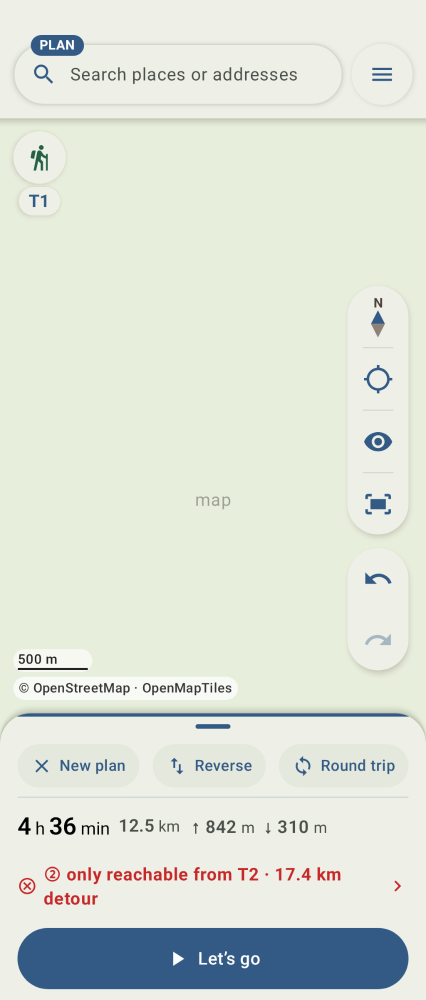 PLAN
Search places or addresses
T1
N
map
500 m
© OpenStreetMap · OpenMapTiles
New plan
Reverse
Round trip
4 h 36 min 12.5 km ↑ 842 m ↓ 310 m
② only reachable from T2 · 17.4 km
detour
Let’s go